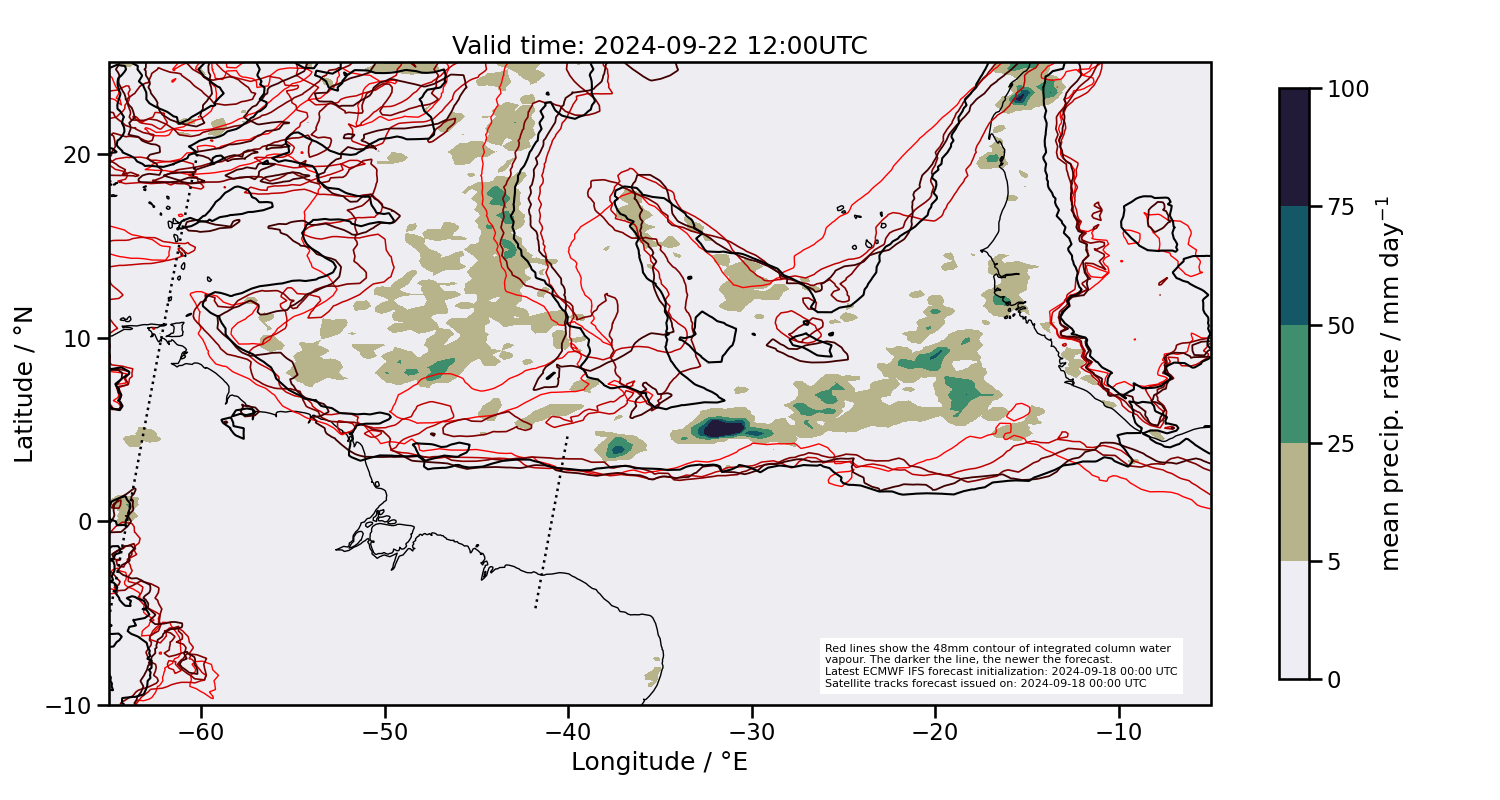 Valid time: 2024-09-22 12:00UTC
20
10
0
−10
Latitude / °N
−60
−50
−40
−30
−20
−10
Longitude / °E
100
75
50
25
5
0
mean precip. rate / mm day⁻¹
Red lines show the 48mm contour of integrated column water
vapour. The darker the line, the newer the forecast.
Latest ECMWF IFS forecast initialization: 2024-09-18 00:00 UTC
Satellite tracks forecast issued on: 2024-09-18 00:00 UTC